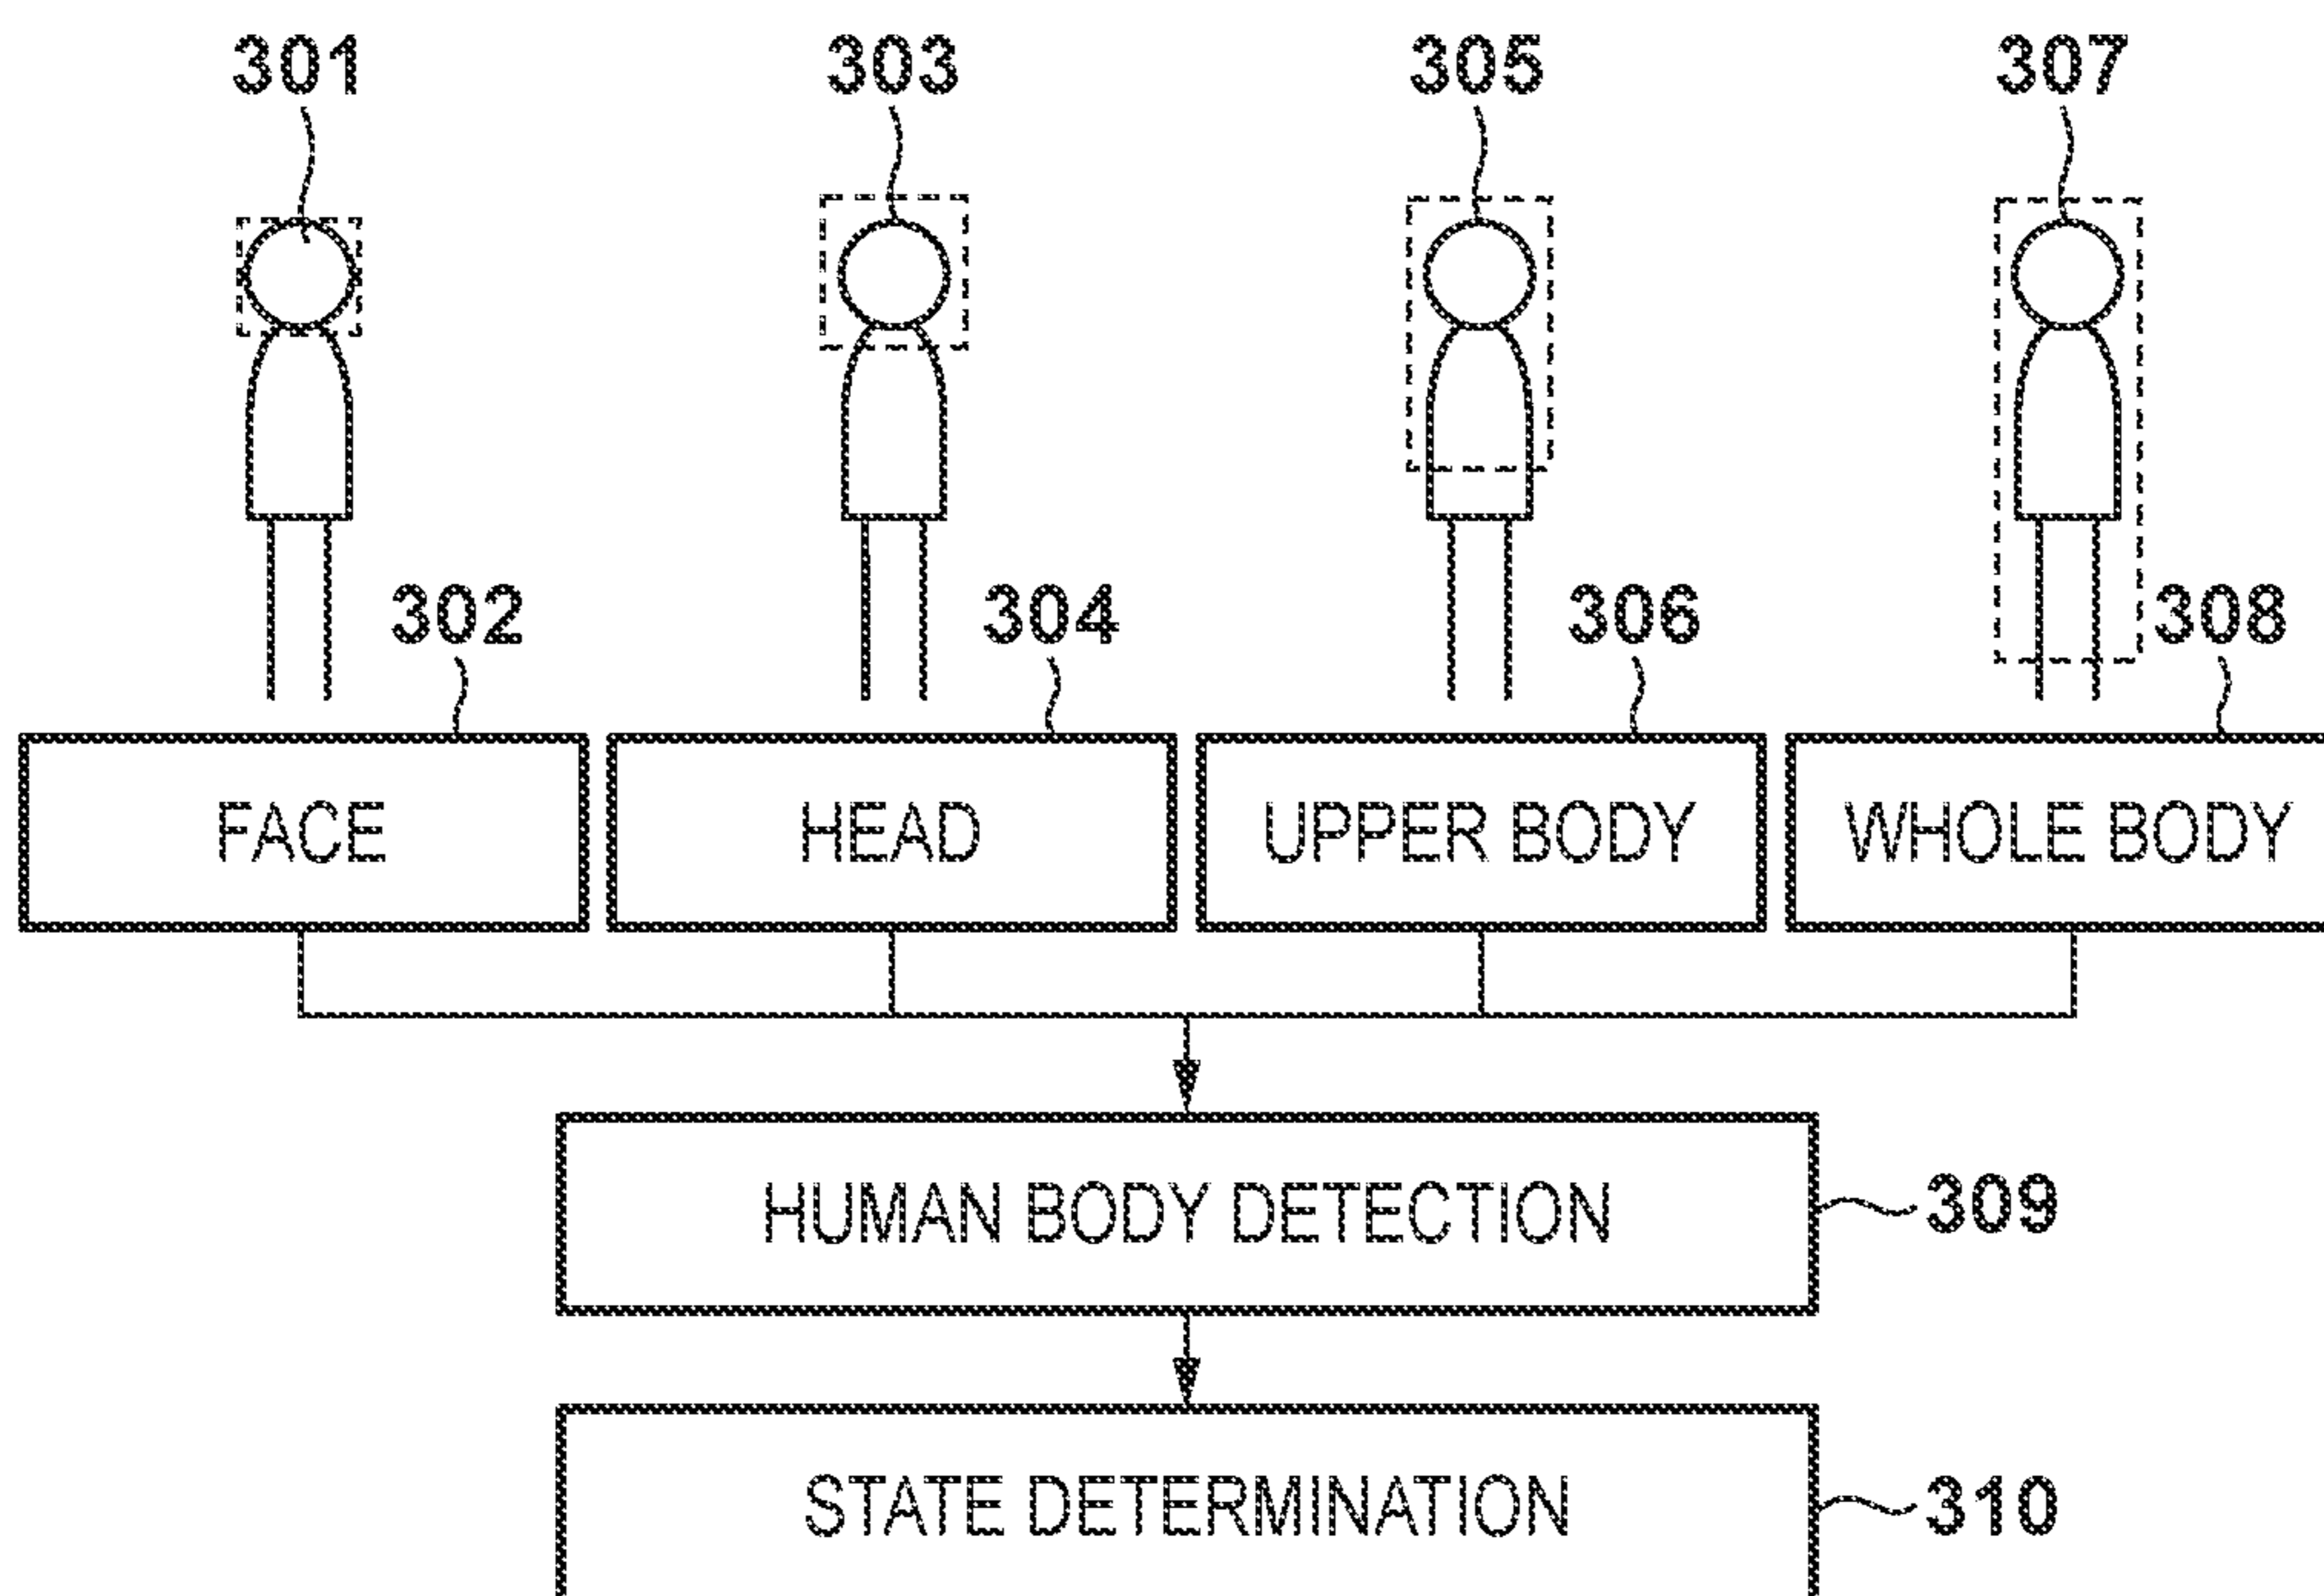 301 303 305 307
302 304 306 308
FACE HEAD UPPER BODY WHOLE BODY
HUMAN BODY DETECTION 309
STATE DETERMINATION 310